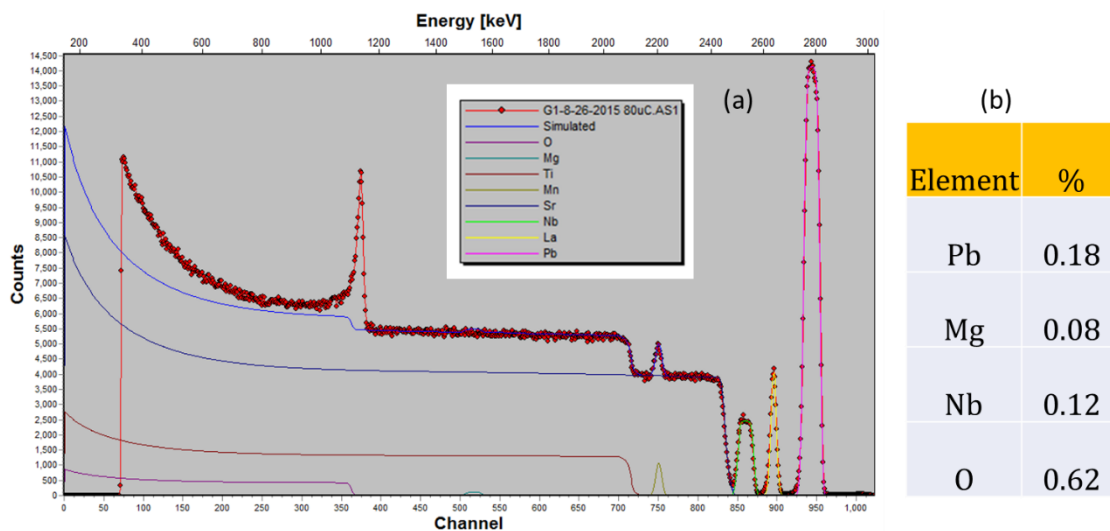 Energy [keV]
200 400 600 800 1000 1200 1400 1600 1800 2000 2200 2400 2600 2800 3000
14,500
14,000
13,500
13,000
12,500
12,000
11,500
11,000
10,500
10,000
9,500
9,000
8,500
8,000
7,500
7,000
6,500
6,000
5,500
5,000
4,500
4,000
3,500
3,000
2,500
2,000
1,500
1,000
500
0
Counts
G1-8-26-2015 80uC.AS1
Simulated
O
Mg
Ti
Mn
Sr
Nb
La
Pb
(a)
0 50 100 150 200 250 300 350 400 450 500 550 600 650 700 750 800 850 900 950 1,000
Channel
(b)
Element %
Pb 0.18
Mg 0.08
Nb 0.12
O 0.62